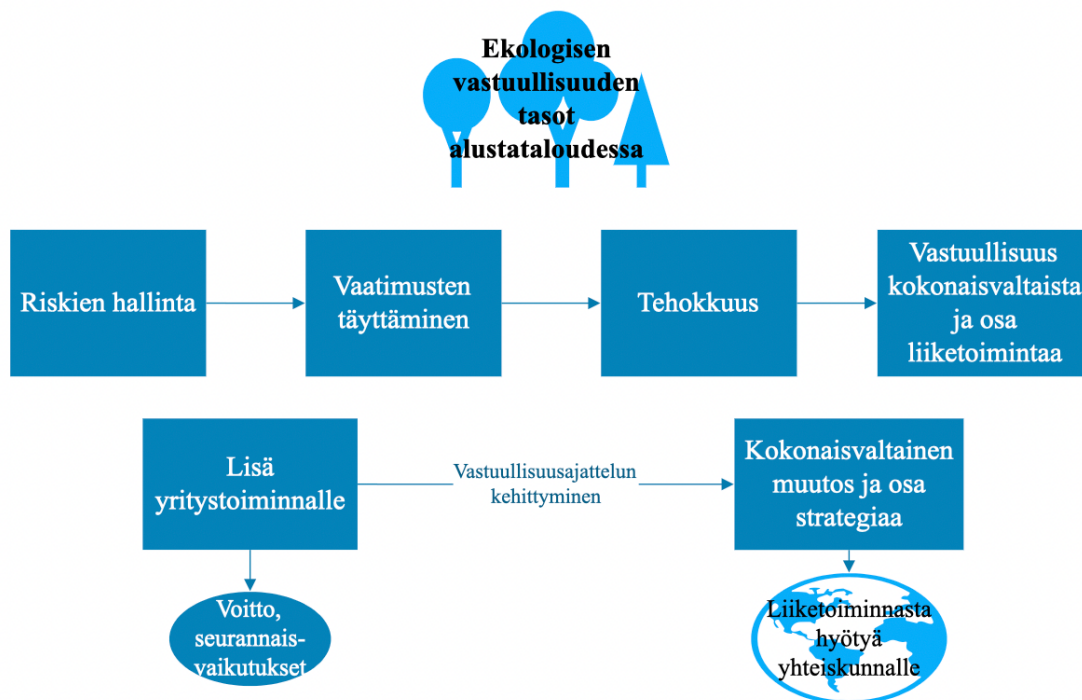 Ekologisen
vastuullisuuden
tasot
alustataloudessa
Riskien hallinta
Vaatimusten
täyttäminen
Tehokkuus
Vastuullisuus
kokonaisvaltaista
ja osa
liiketoimintaa
Lisä
yritystoiminnalle
Vastuullisuusajattelun
kehittyminen
Kokonaisvaltainen
muutos ja osa
strategiaa
Voitto,
seurannais-
vaikutukset
Liiketoiminnasta
hyötyä
yhteiskunnalle